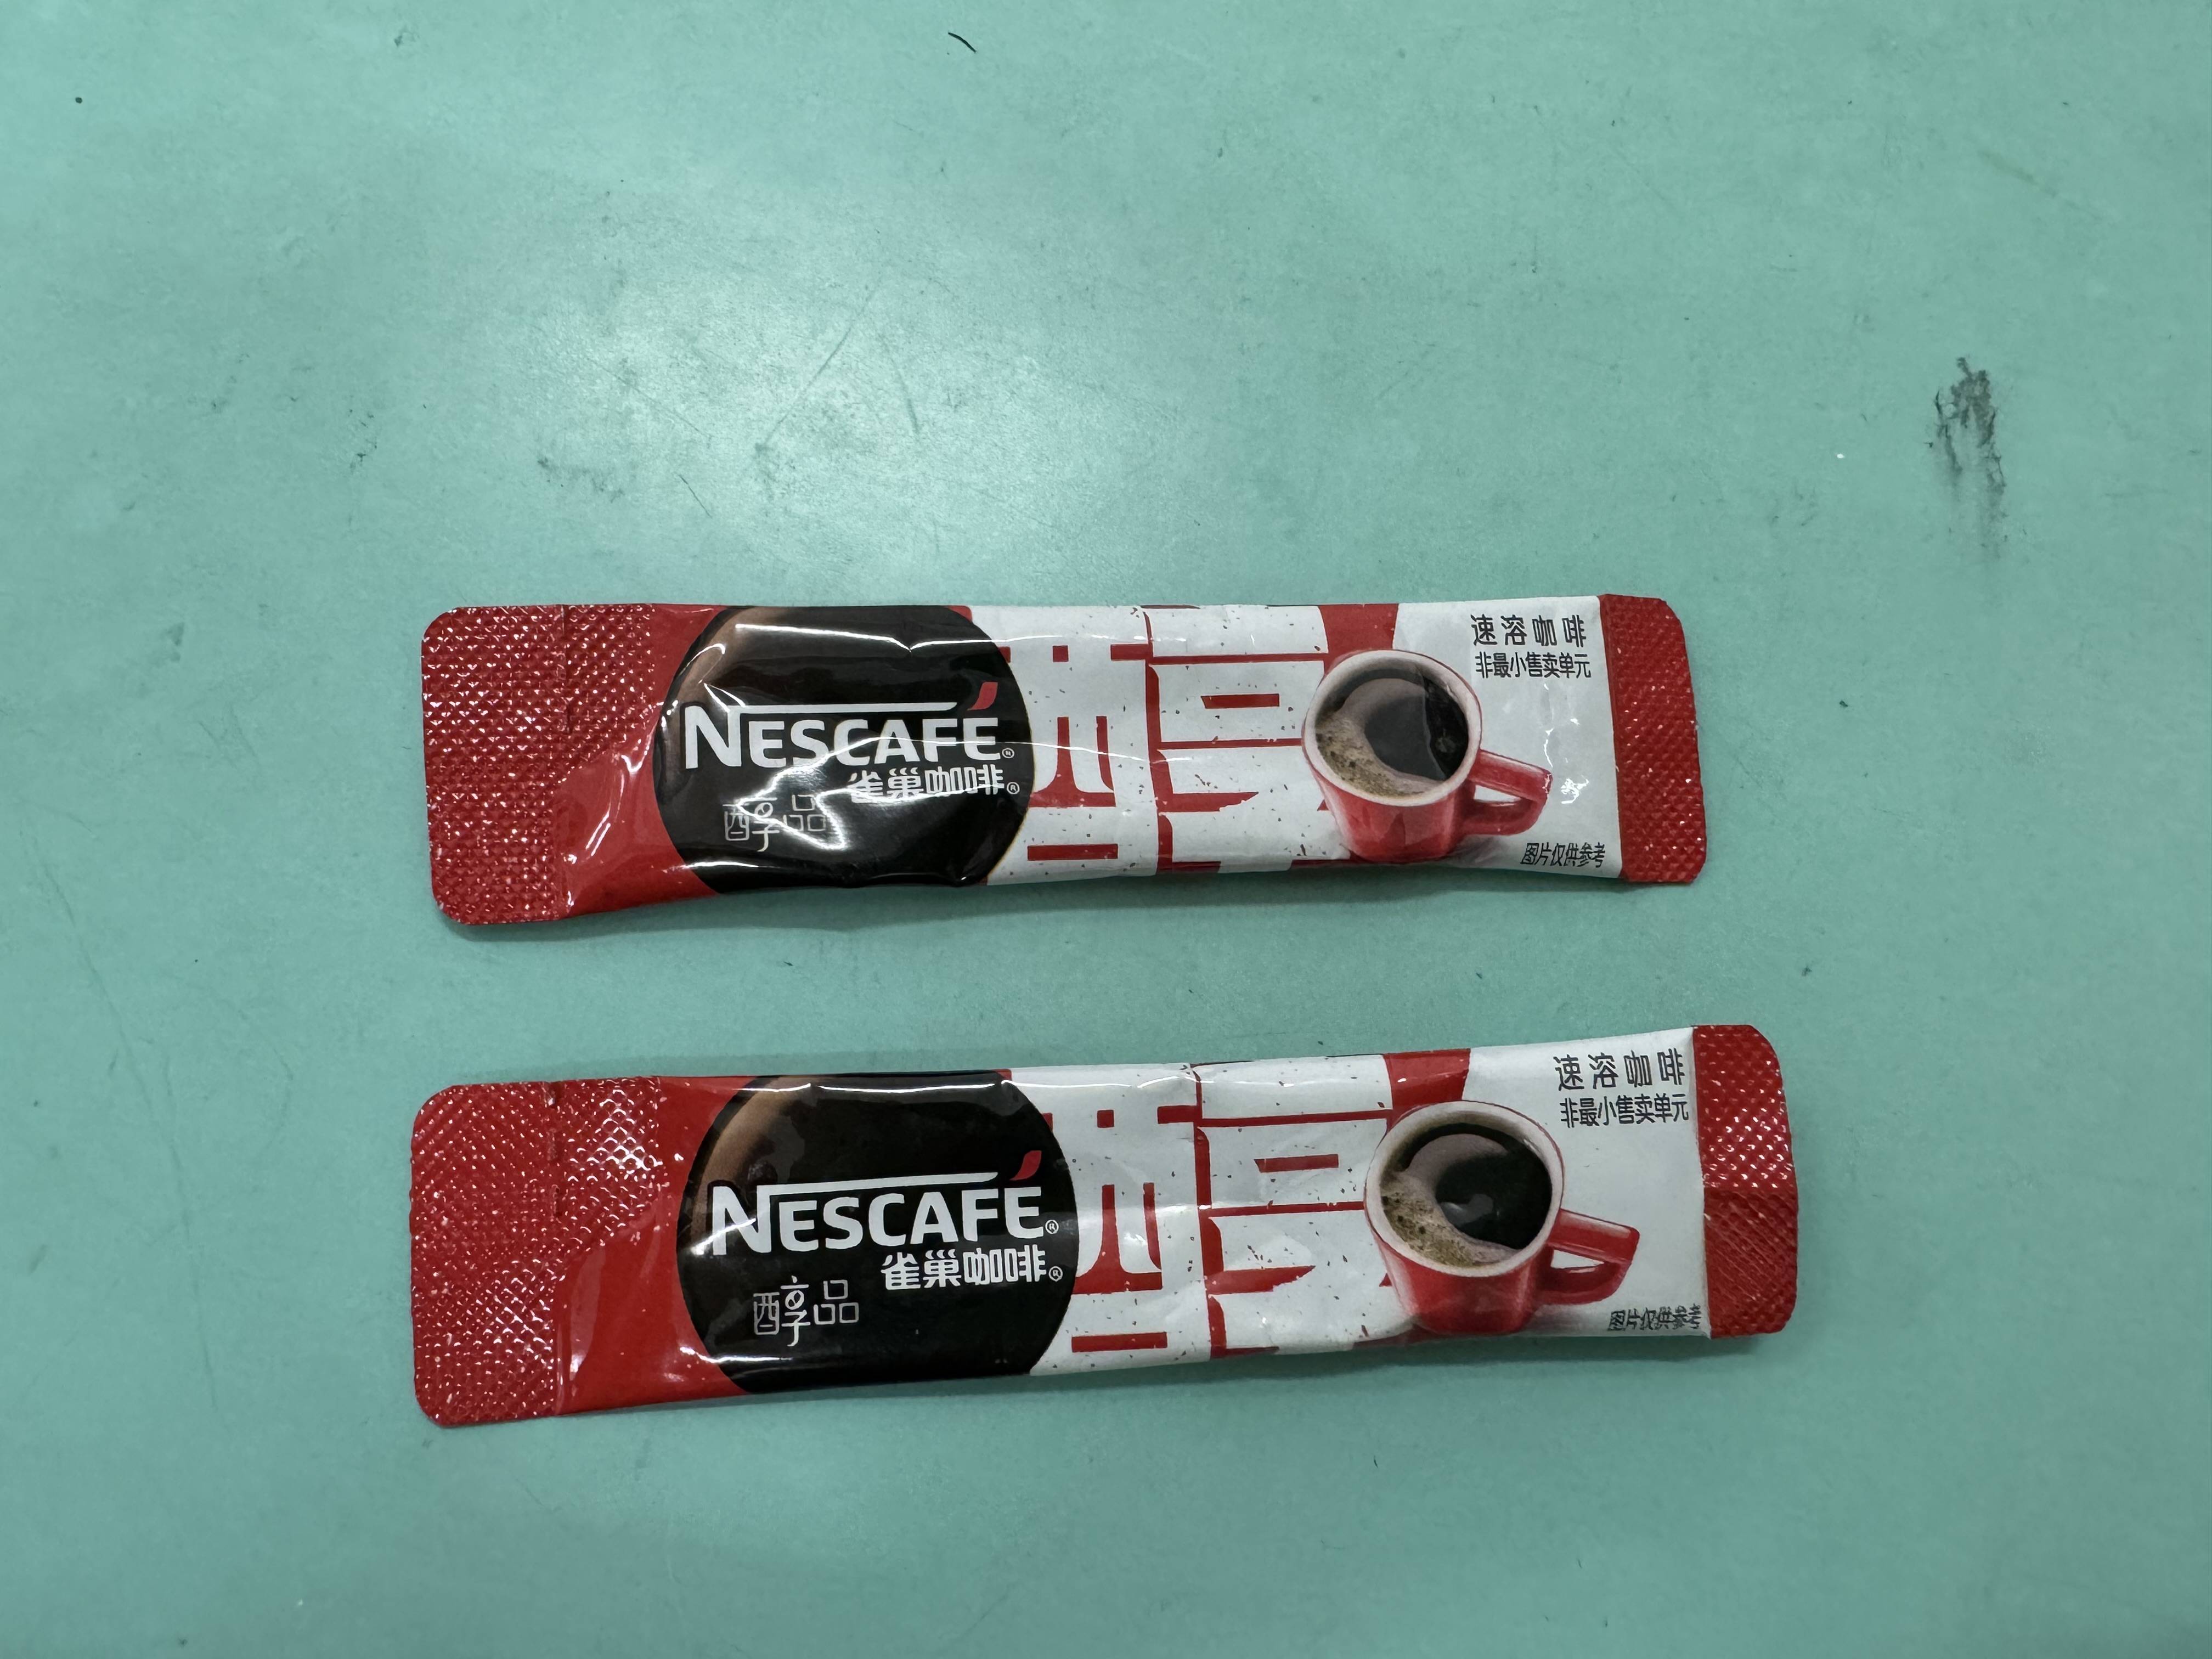 NESCAFÉ®
雀巢咖啡®
醇品
醇
速溶咖啡
非最小售卖单元
图片仅供参考
NESCAFÉ®
雀巢咖啡®
醇品
醇
速溶咖啡
非最小售卖单元
图片仅供参考